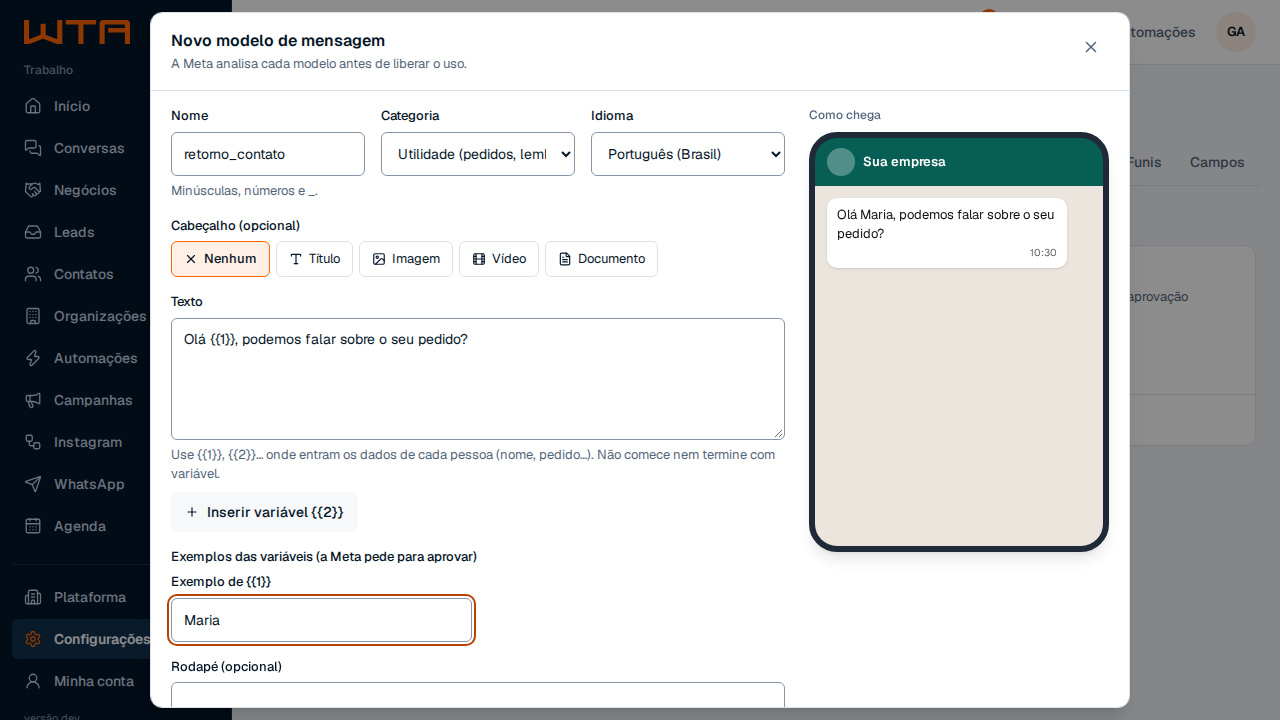 WTA
Trabalho
Início
Conversas
Negócios
Leads
Contatos
Organizações
Automações
Campanhas
Instagram
WhatsApp
Agenda
Plataforma
Configurações
Minha conta
versão dev
Novo modelo de mensagem
A Meta analisa cada modelo antes de liberar o uso.
Nome
Categoria
Idioma
retorno_contato
Utilidade (pedidos, lem
Português (Brasil)
Minúsculas, números e _.
Cabeçalho (opcional)
Nenhum
Título
Imagem
Vídeo
Documento
Texto
Olá {{1}}, podemos falar sobre o seu pedido?
Use {{1}}, {{2}}… onde entram os dados de cada pessoa (nome, pedido…). Não comece nem termine com
variável.
Inserir variável {{2}}
Exemplos das variáveis (a Meta pede para aprovar)
Exemplo de {{1}}
Maria
Rodapé (opcional)
Como chega
Sua empresa
Olá Maria, podemos falar sobre o seu
pedido?
10:30
tomações
GA
Funis
Campos
aprovação